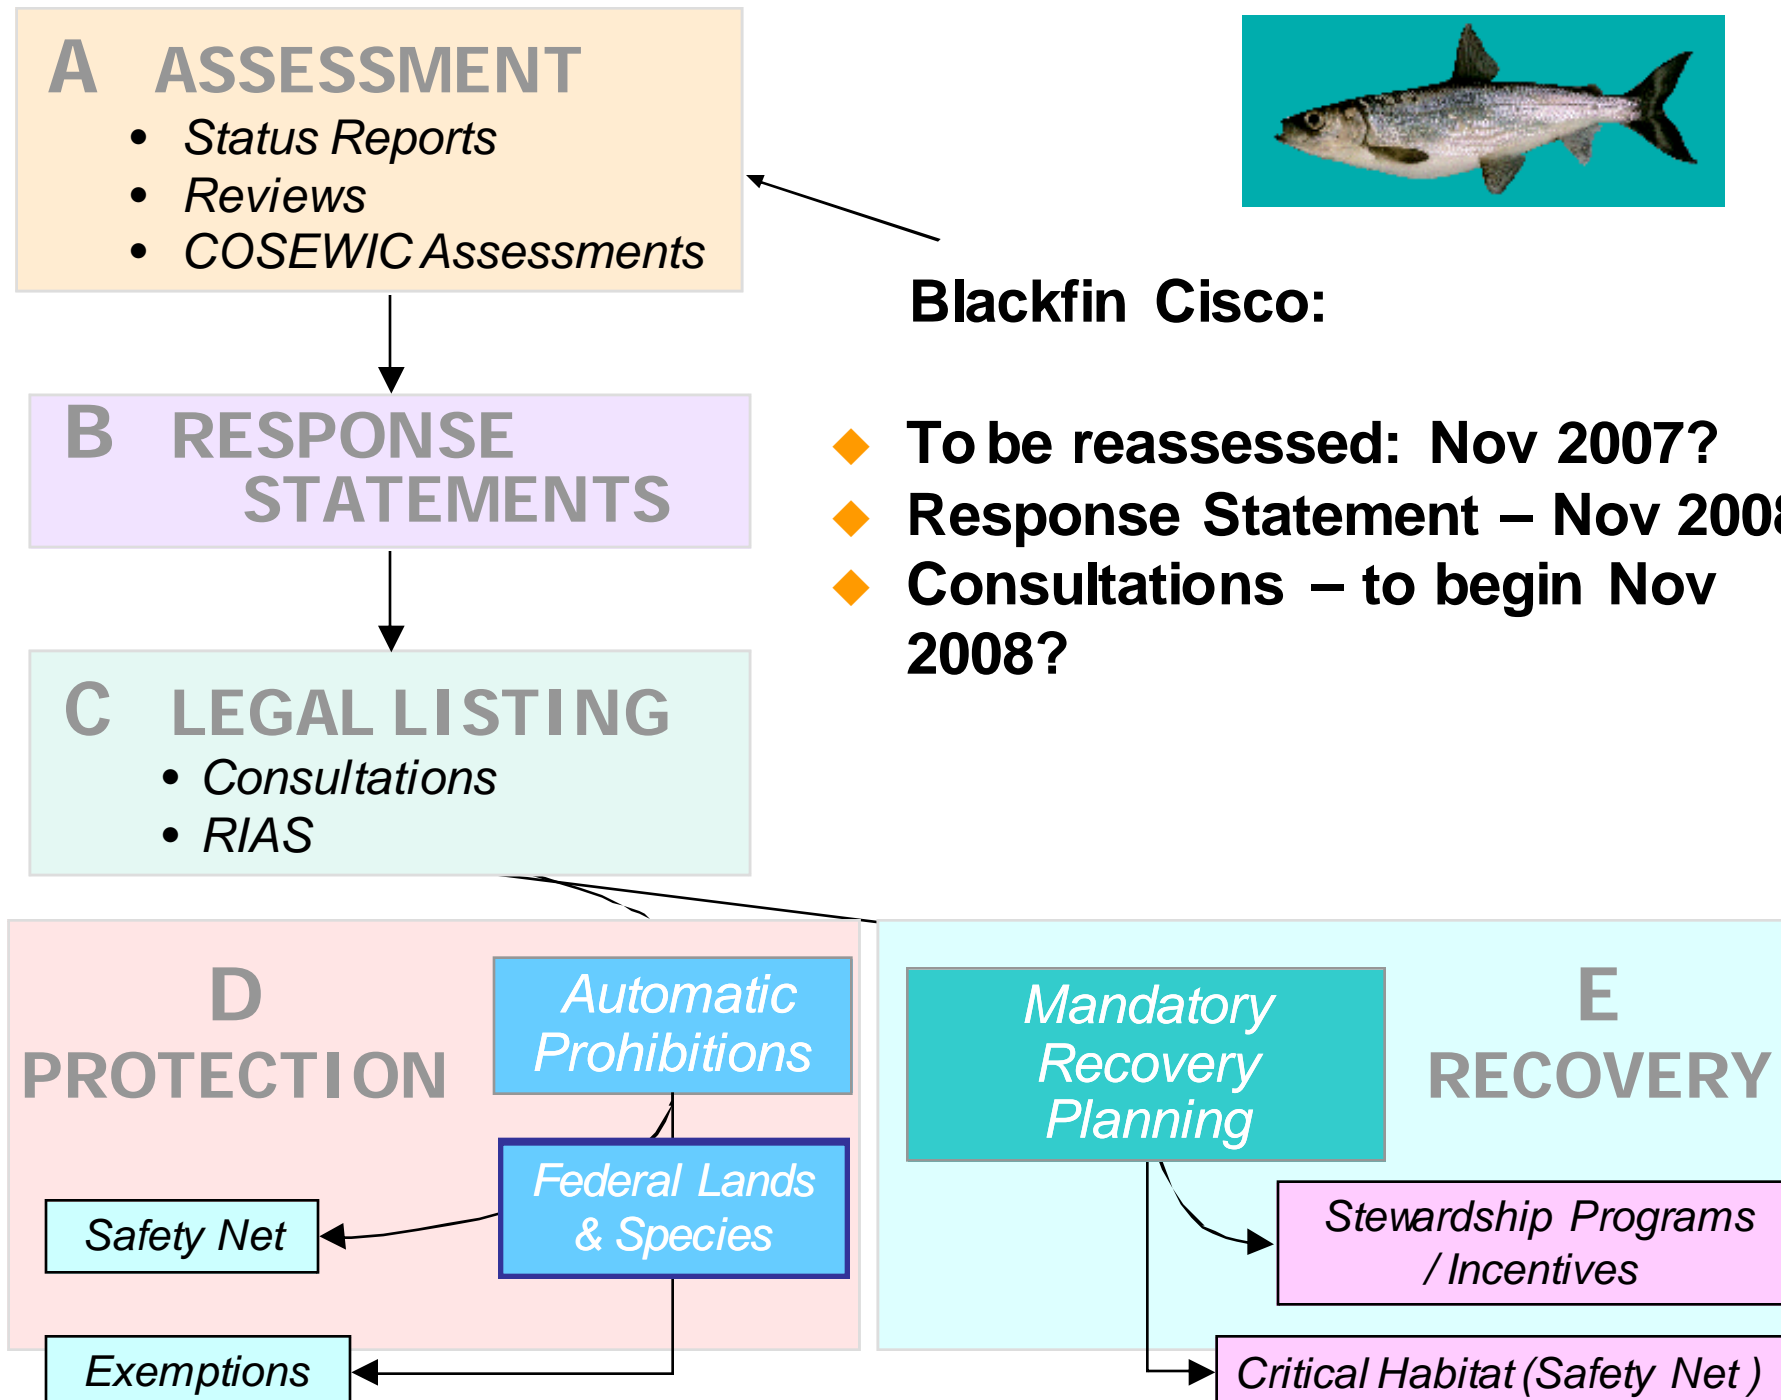 A ASSESSMENT
• Status Reports
• Reviews
• COSEWIC Assessments
Blackfin Cisco:
B RESPONSE
STATEMENTS
◆ To be reassessed: Nov 2007?
◆ Response Statement – Nov 2008
◆ Consultations – to begin Nov
2008?
C LEGAL LISTING
• Consultations
• RIAS
D
PROTECTION
Automatic
Prohibitions
Federal Lands
& Species
Safety Net
Exemptions
Mandatory
Recovery
Planning
E
RECOVERY
Stewardship Programs
/ Incentives
Critical Habitat (Safety Net )